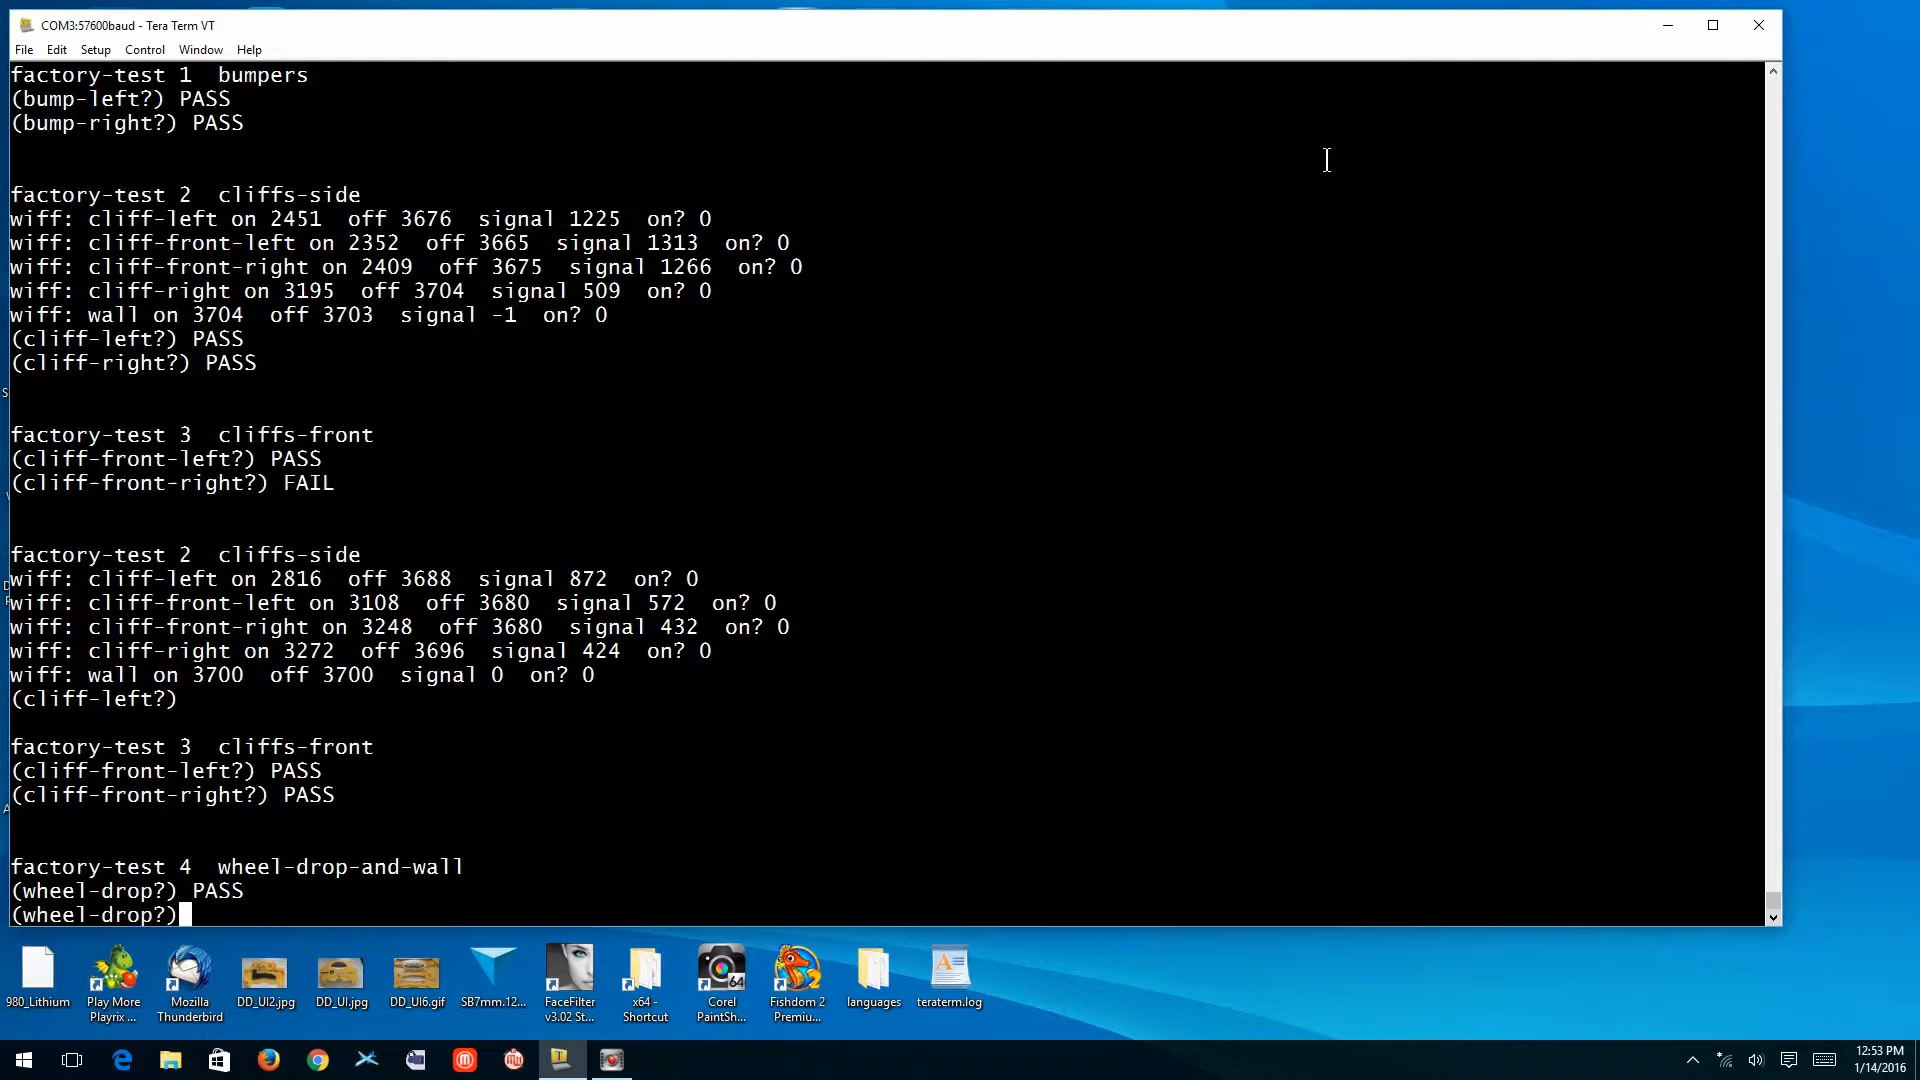 COM3:57600baud - Tera Term VT
File Edit Setup Control Window Help
factory-test 1  bumpers
(bump-left?) PASS
(bump-right?) PASS
factory-test 2  cliffs-side
wiff: cliff-left on 2451  off 3676  signal 1225  on? 0
wiff: cliff-front-left on 2352  off 3665  signal 1313  on? 0
wiff: cliff-front-right on 2409  off 3675  signal 1266  on? 0
wiff: cliff-right on 3195  off 3704  signal 509  on? 0
wiff: wall on 3704  off 3703  signal -1  on? 0
(cliff-left?) PASS
(cliff-right?) PASS
factory-test 3  cliffs-front
(cliff-front-left?) PASS
(cliff-front-right?) FAIL
factory-test 2  cliffs-side
wiff: cliff-left on 2816  off 3688  signal 872  on? 0
wiff: cliff-front-left on 3108  off 3680  signal 572  on? 0
wiff: cliff-front-right on 3248  off 3680  signal 432  on? 0
wiff: cliff-right on 3272  off 3696  signal 424  on? 0
wiff: wall on 3700  off 3700  signal 0  on? 0
(cliff-left?)
factory-test 3  cliffs-front
(cliff-front-left?) PASS
(cliff-front-right?) PASS
factory-test 4  wheel-drop-and-wall
(wheel-drop?) PASS
(wheel-drop?)
980_Lithium
Play More
Playrix ...
Mozilla
Thunderbird
DD_UI2.jpg
DD_UI.jpg
DD_UI6.gif
SB7mm.12...
FaceFilter
v3.02 St...
x64 -
Shortcut
64
Corel
PaintSh...
Fishdom 2
Premiu...
languages
teraterm.log
12:53 PM
1/14/2016